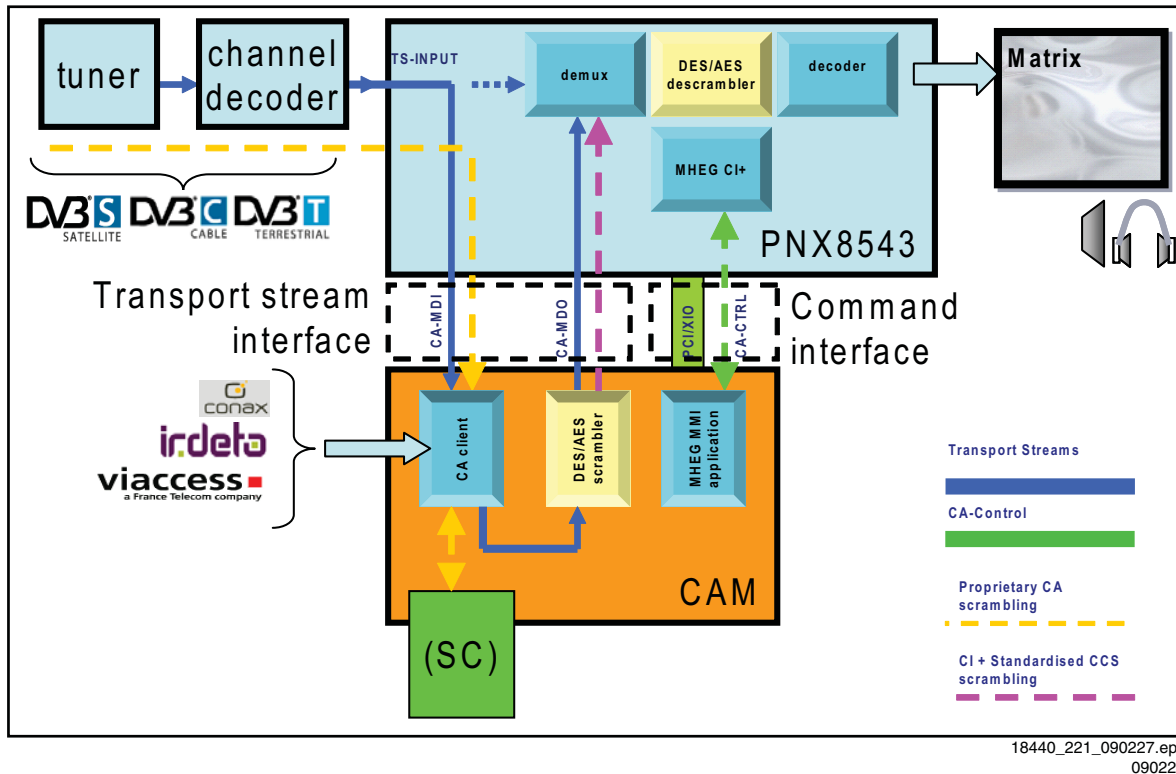 tuner
channel
decoder
TS-INPUT
demux
DES/AES
descrambler
decoder
MHEG CI+
PNX8543
Matrix
DVB S
SATELLITE
DVB C
CABLE
DVB T
TERRESTRIAL
Transport stream
interface
CA-MDI
CA-MDO
PCI/XIO
CA-CTRL
Command
interface
conax
irdeto
viaccess
a France Telecom company
CA client
DES/AES
scrambler
MHEG MMI
application
CAM
(SC)
Transport Streams
CA-Control
Proprietary CA
scrambling
CI + Standardised CCS
scrambling
18440_221_090227.ep
09022